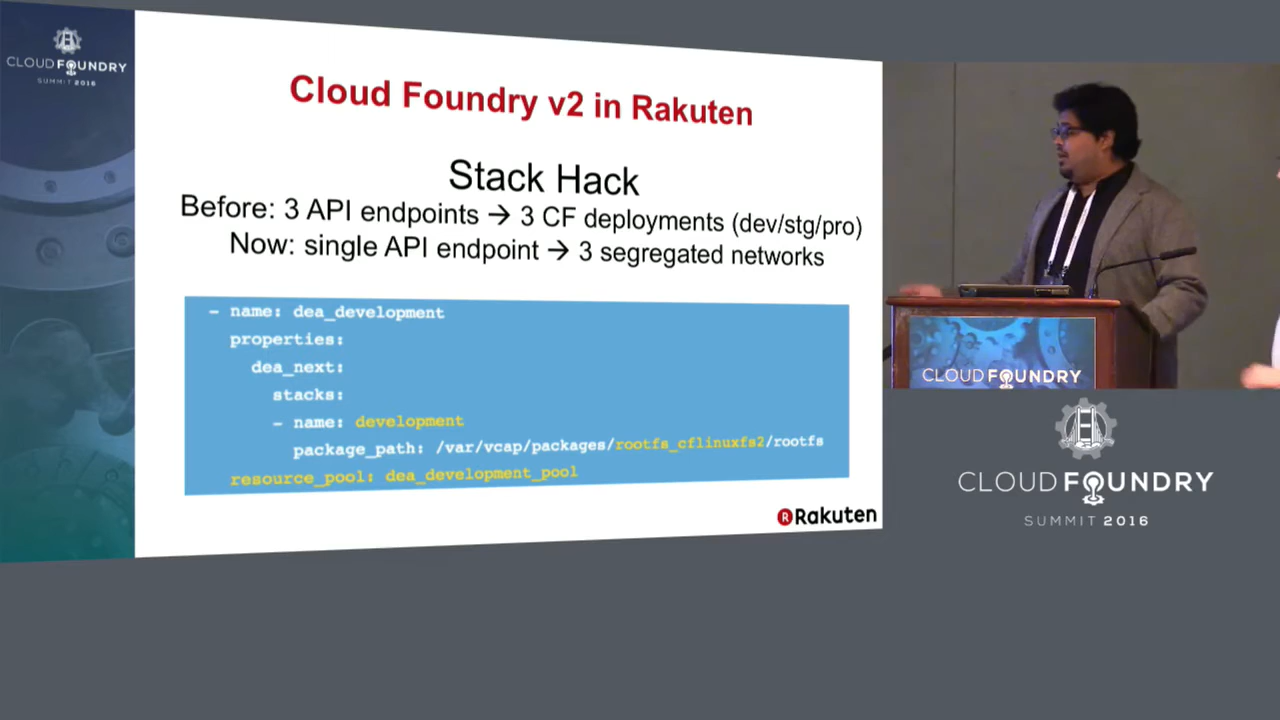 CLOUD FOUNDRY
SUMMIT 2016
Cloud Foundry v2 in Rakuten
Stack Hack
Before: 3 API endpoints → 3 CF deployments (dev/stg/pro)
Now: single API endpoint → 3 segregated networks
- name: dea_development
properties:
dea_next:
stacks:
- name: development
package_path: /var/vcap/packages/rootfs_cflinuxfs2/rootfs
resource_pool: dea_development_pool
R Rakuten
CLOUD FOUNDRY
CLOUD FOUNDRY
SUMMIT 2016